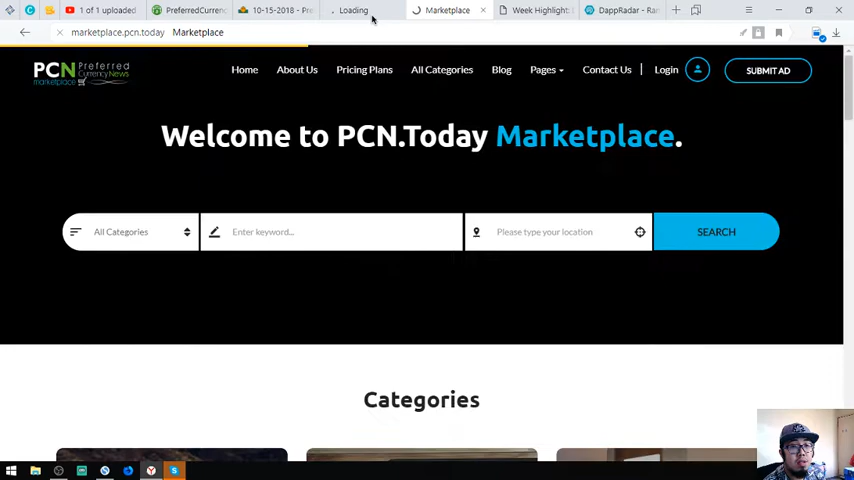 1 of 1 uploaded
PreferredCurrenc
10-15-2018 - Pre
Loading
Marketplace
Week Highlight:
DappRadar - Ran
marketplace.pcn.today Marketplace
PCN Preferred
Currency News
marketplace
Home
About Us
Pricing Plans
All Categories
Blog
Pages
Contact Us
Login
SUBMIT AD
Welcome to PCN.Today Marketplace.
All Categories
Enter keyword...
Please type your location
SEARCH
Categories